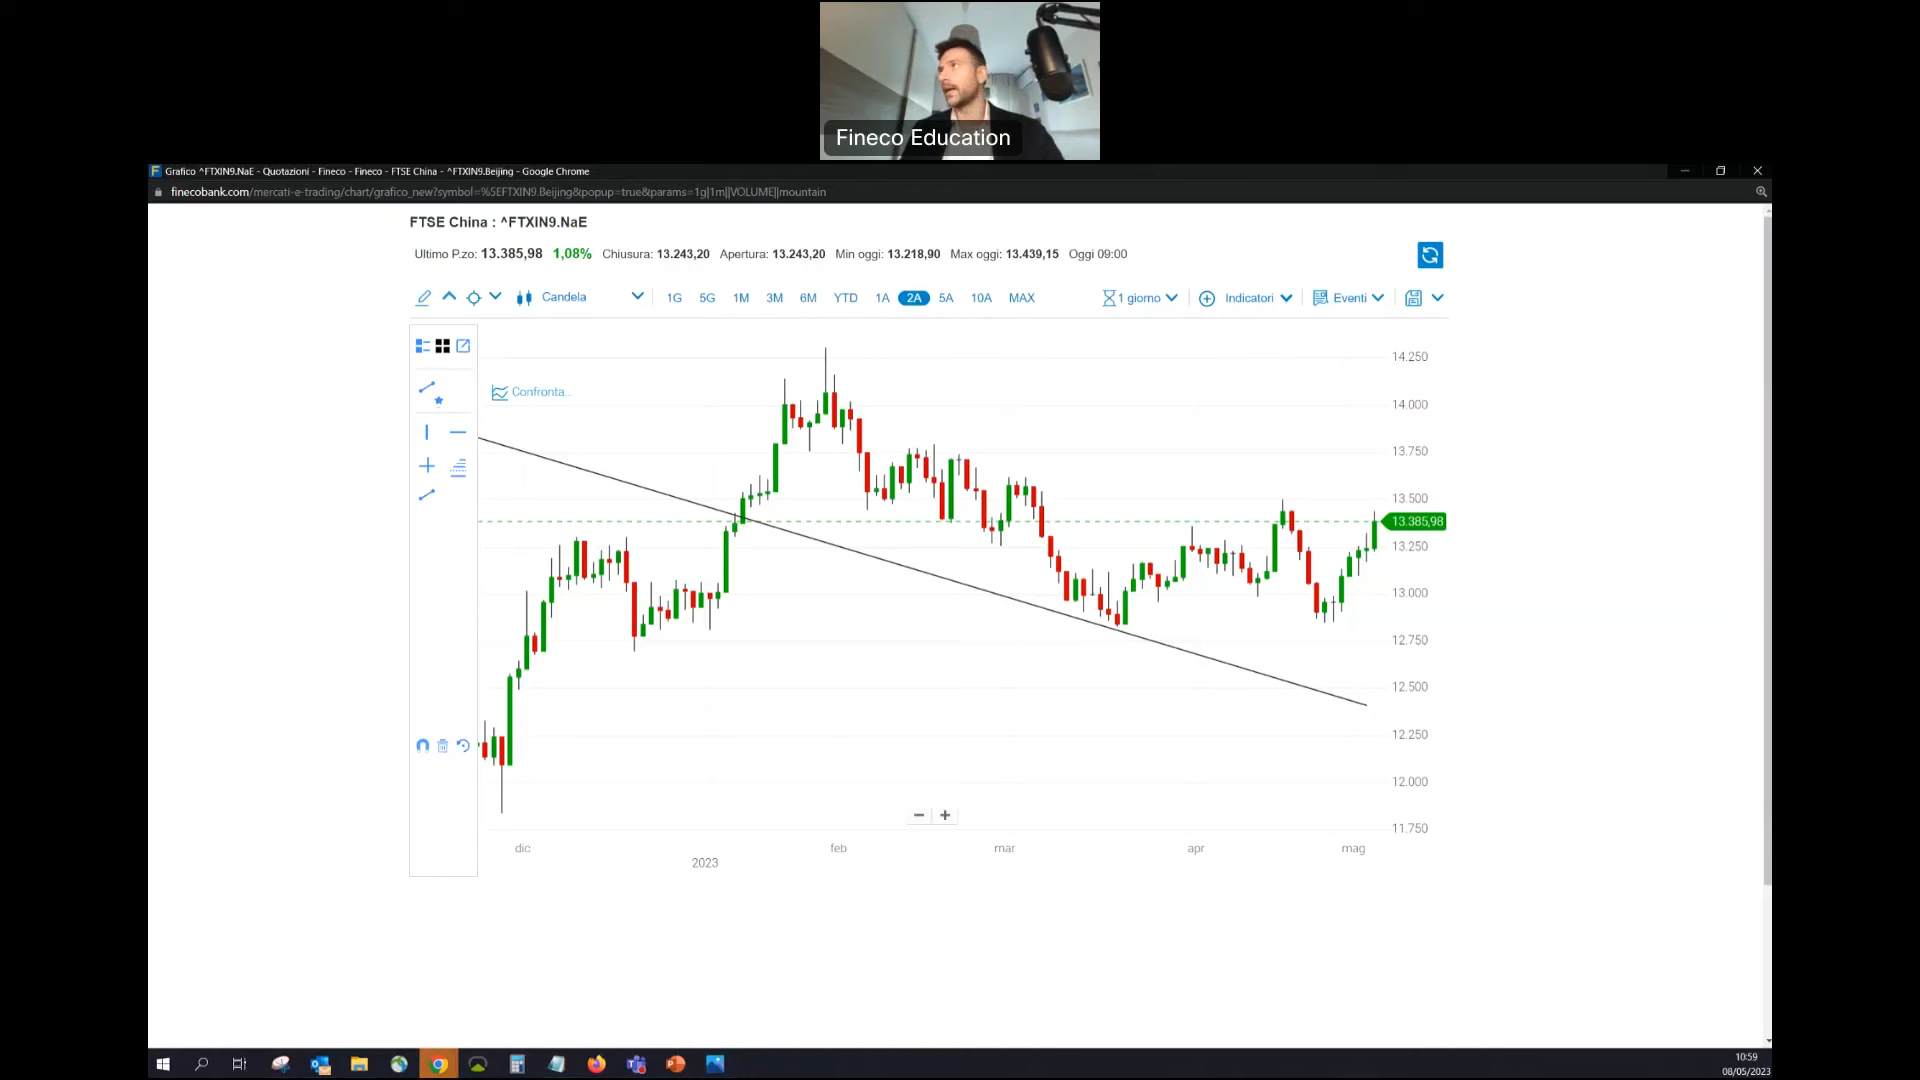 Fineco Education
Grafico ^FTXIN9.NaE - Quotazioni - Fineco - Fineco - FTSE China - ^FTXIN9.Beijing - Google Chrome
finecobank.com/mercati-e-trading/chart/grafico_new?symbol=%5EFTXIN9.Beijing&popup=true&params=1g|1m||VOLUME||mountain
FTSE China : ^FTXIN9.NaE
Ultimo P.zo: 13.385,98 1,08% Chiusura: 13.243,20 Apertura: 13.243,20 Min oggi: 13.218,90 Max oggi: 13.439,15 Oggi 09:00
Candela 1G 5G 1M 3M 6M YTD 1A 2A 5A 10A MAX 1 giorno Indicatori Eventi
Confronta...
14.250
14.000
13.750
13.500
13.385,98
13.250
13.000
12.750
12.500
12.250
12.000
11.750
dic feb mar apr mag
2023
10:59
08/05/2023